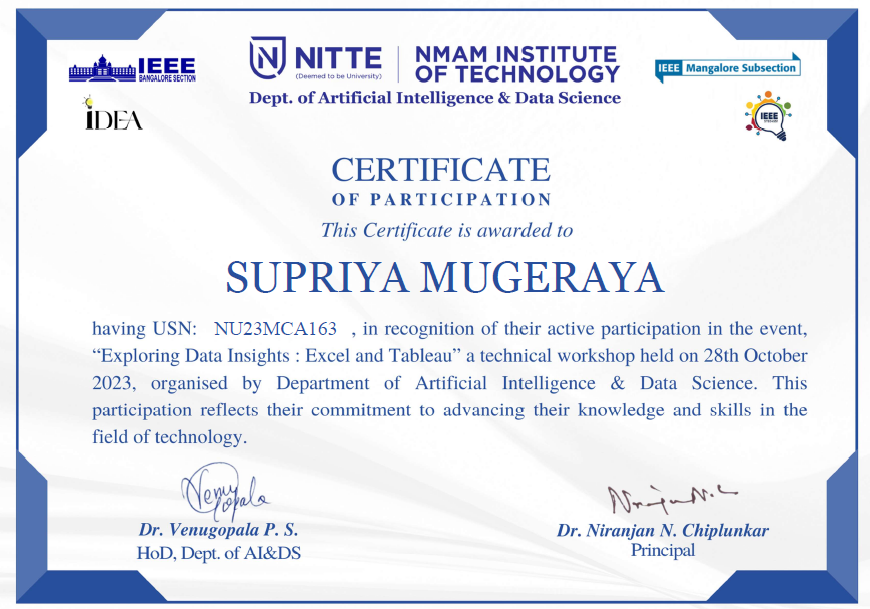 IEEE
BANGALORE SECTION
iDEA
NITTE
(Deemed to be University)
NMAM INSTITUTE
OF TECHNOLOGY
Dept. of Artificial Intelligence & Data Science
IEEE Mangalore Subsection
IEEE
CERTIFICATE
OF PARTICIPATION
This Certificate is awarded to
SUPRIYA MUGERAYA
having USN: NU23MCA163 , in recognition of their active participation in the event,
“Exploring Data Insights : Excel and Tableau” a technical workshop held on 28th October
2023, organised by Department of Artificial Intelligence & Data Science. This
participation reflects their commitment to advancing their knowledge and skills in the
field of technology.
Venugopala
Dr. Venugopala P. S.
HoD, Dept. of AI&DS
Dr. Niranjan N. Chiplunkar
Principal